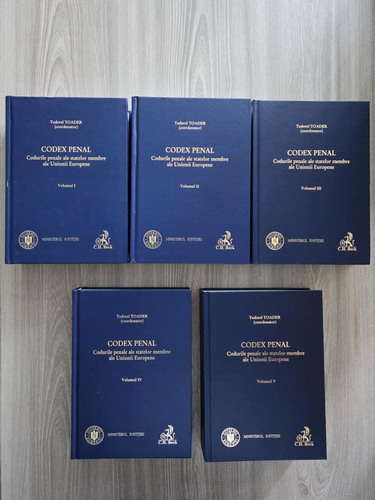 Tudorel TOADER
(coordonator)
CODEX PENAL
Codurile penale ale statelor membre
ale Uniunii Europene
Volumul I
MINISTERUL JUSTIȚIEI
C.H. Beck
Tudorel TOADER
(coordonator)
CODEX PENAL
Codurile penale ale statelor membre
ale Uniunii Europene
Volumul II
MINISTERUL JUSTIȚIEI
C.H. Beck
Tudorel TOADER
(coordonator)
CODEX PENAL
Codurile penale ale statelor membre
ale Uniunii Europene
Volumul III
MINISTERUL JUSTIȚIEI
C.H. Beck
Tudorel TOADER
(coordonator)
CODEX PENAL
Codurile penale ale statelor membre
ale Uniunii Europene
Volumul IV
MINISTERUL JUSTIȚIEI
C.H. Beck
Tudorel TOADER
(coordonator)
CODEX PENAL
Codurile penale ale statelor membre
ale Uniunii Europene
Volumul V
MINISTERUL JUSTIȚIEI
C.H. Beck